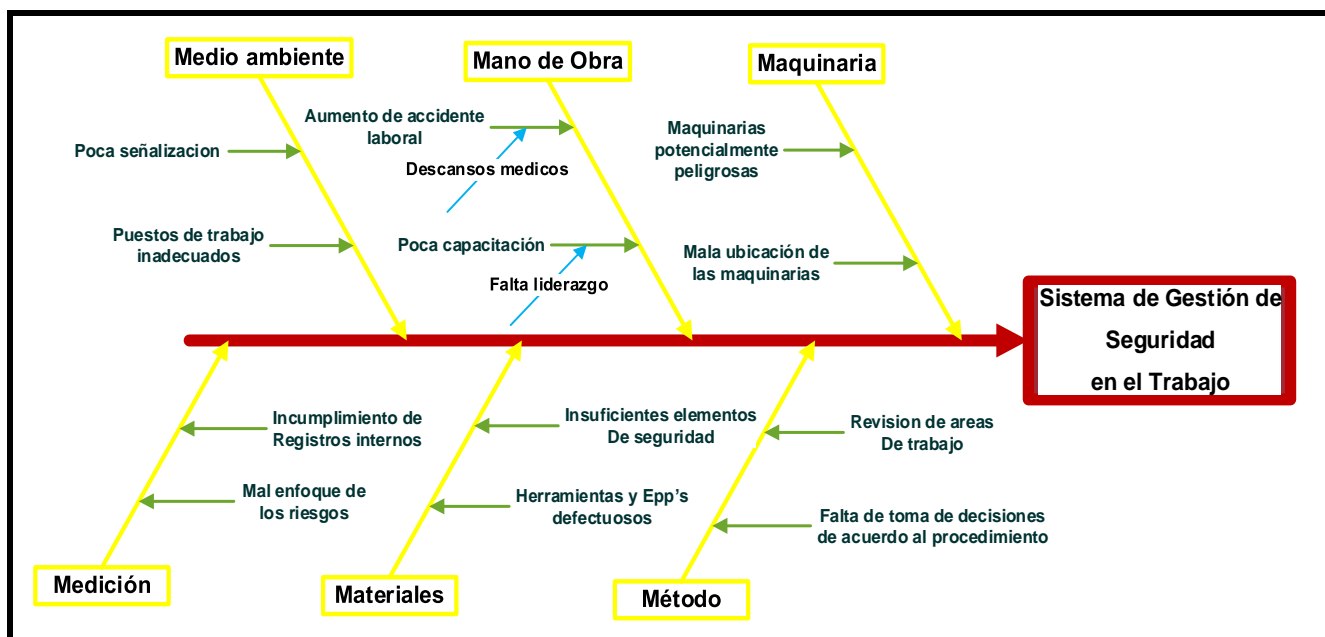 Medio ambiente
Mano de Obra
Maquinaria
Aumento de accidente
laboral
Descansos medicos
Poca señalizacion
Maquinarias
potencialmente
peligrosas
Puestos de trabajo
inadecuados
Poca capacitación
Falta liderazgo
Mala ubicación de
las maquinarias
Sistema de Gestión de
Seguridad
en el Trabajo
Incumplimiento de
Registros internos
Insuficientes elementos
De seguridad
Revision de areas
De trabajo
Mal enfoque de
los riesgos
Herramientas y Epp's
defectuosos
Falta de toma de decisiones
de acuerdo al procedimiento
Medición
Materiales
Método